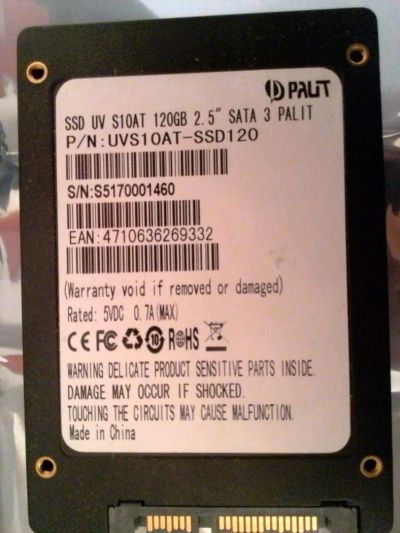 PALIT
SSD UV S10AT 120GB 2.5" SATA 3 PALIT
P/N:UVS10AT-SSD120
S/N:S5170001460
EAN:4710636269332
(Warranty void if removed or damaged)
Rated: 5VDC 0.7A(MAX)
CE FC 10 RoHS
WARNING DELICATE PRODUCT SENSITIVE PARTS INSIDE.
DAMAGE MAY OCCUR IF SHOCKED.
TOUCHING THE CIRCUITS MAY CAUSE MALFUNCTION.
Made in China